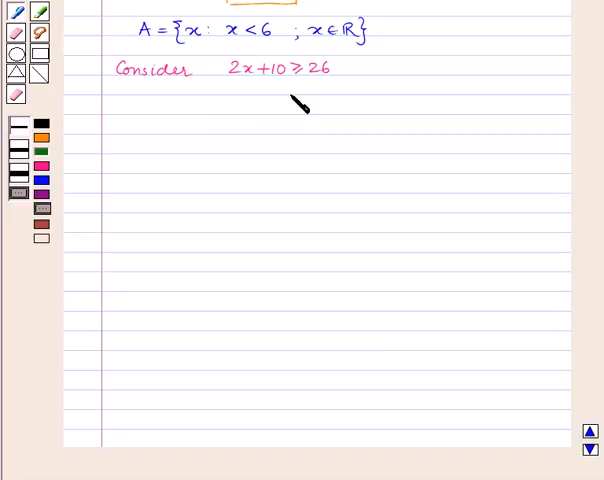 A = {x : x < 6 ; x ∈ ℝ}
Consider 2x + 10 ⩾ 26